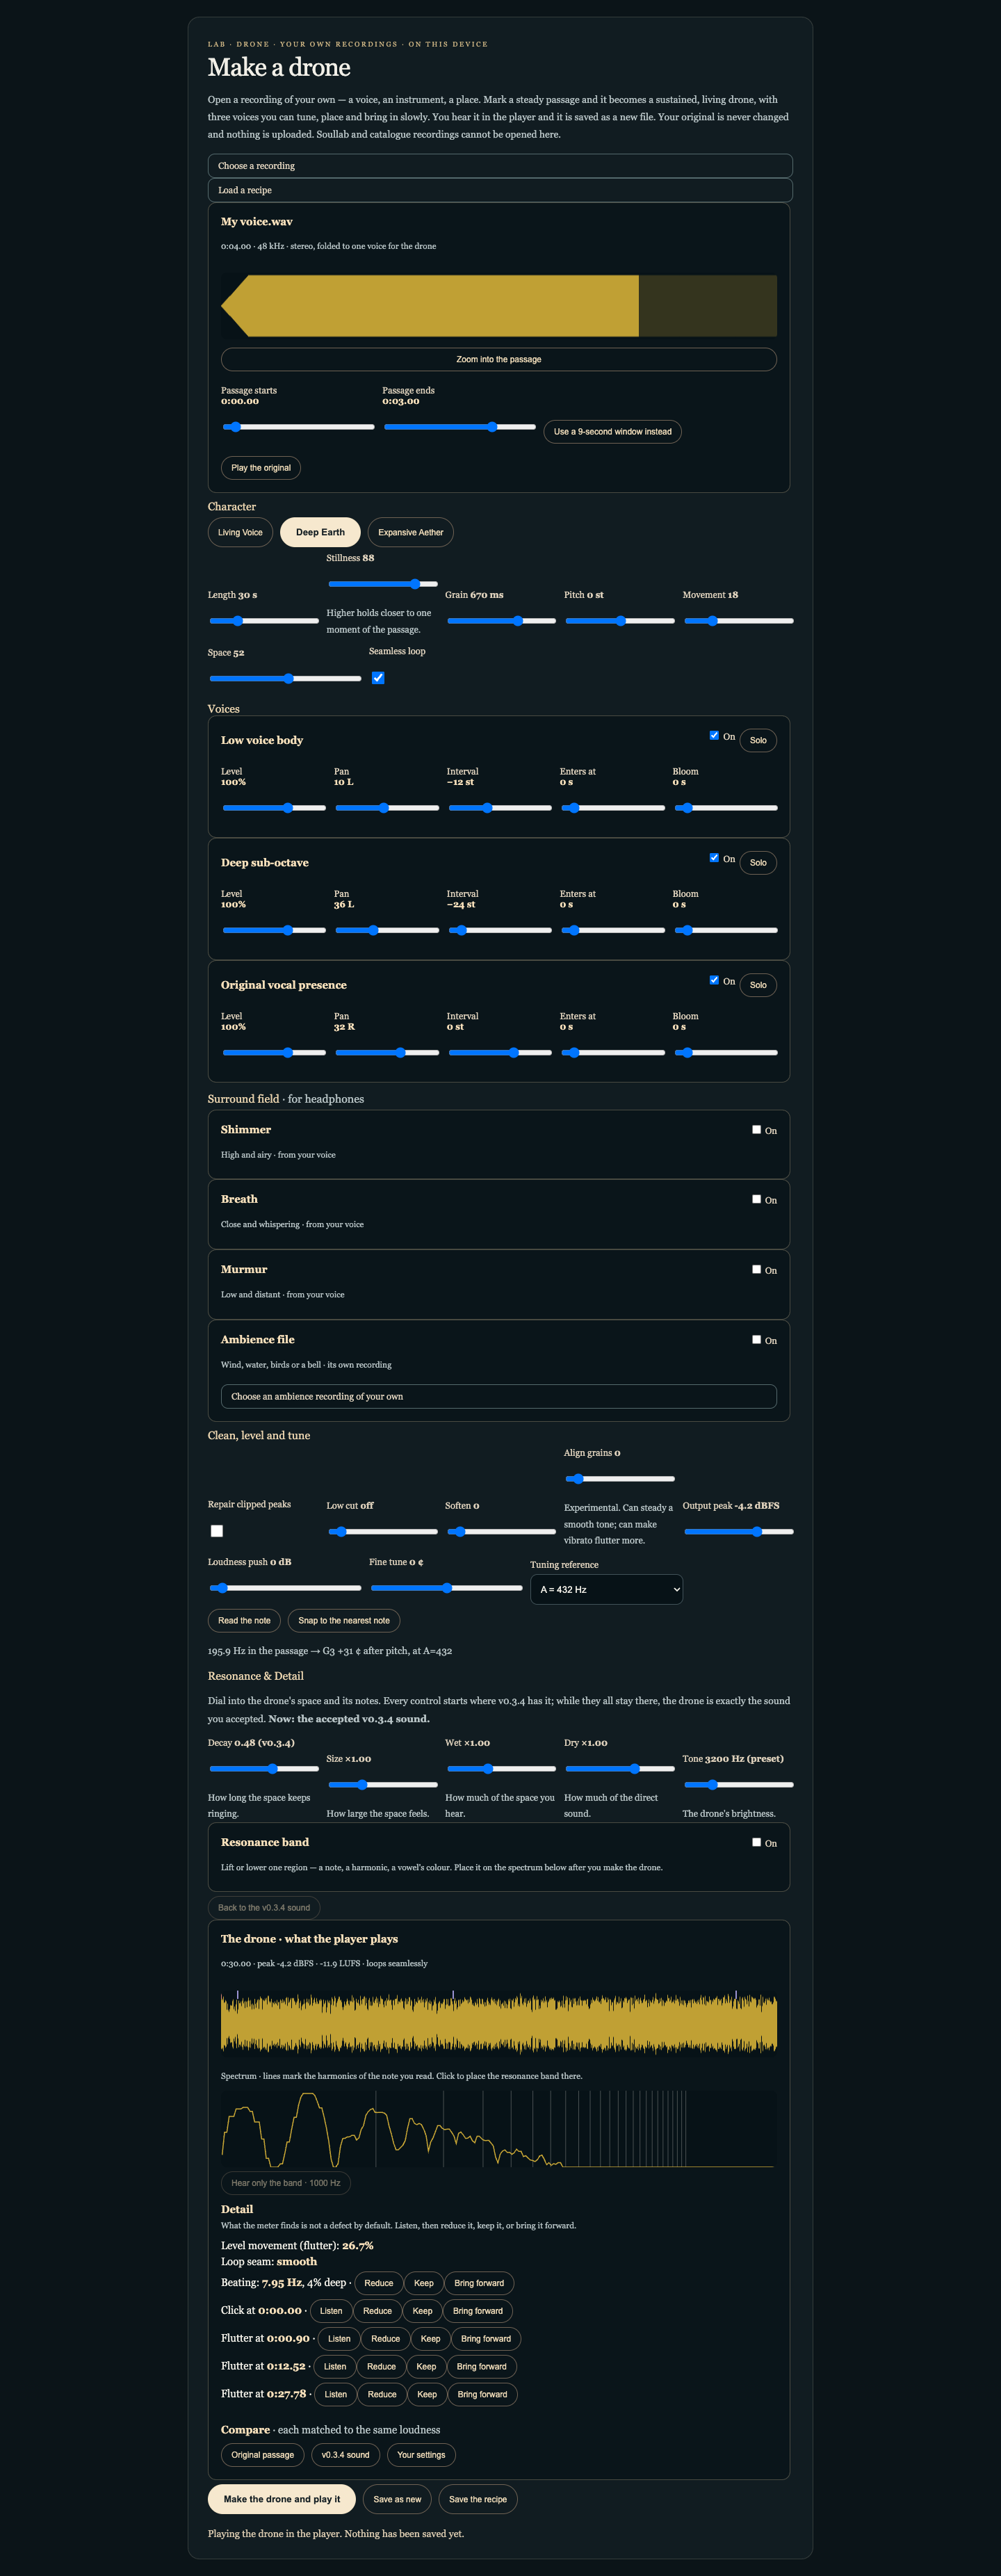 LAB · DRONE · YOUR OWN RECORDINGS · ON THIS DEVICE
Make a drone
Open a recording of your own — a voice, an instrument, a place. Mark a steady passage and it becomes a sustained, living drone, with
three voices you can tune, place and bring in slowly. You hear it in the player and it is saved as a new file. Your original is never changed
and nothing is uploaded. Soullab and catalogue recordings cannot be opened here.
Choose a recording
Load a recipe
My voice.wav
0:04.00 · 48 kHz · stereo, folded to one voice for the drone
Zoom into the passage
Passage starts
0:00.00
Passage ends
0:03.00
Use a 9-second window instead
Play the original
Character
Living Voice
Deep Earth
Expansive Aether
Length 30 s
Stillness 88
Higher holds closer to one
moment of the passage.
Grain 670 ms
Pitch 0 st
Movement 18
Space 52
Seamless loop
Voices
Low voice body
On
Solo
Level
100%
Pan
10 L
Interval
−12 st
Enters at
0 s
Bloom
0 s
Deep sub-octave
On
Solo
Level
100%
Pan
36 L
Interval
−24 st
Enters at
0 s
Bloom
0 s
Original vocal presence
On
Solo
Level
100%
Pan
32 R
Interval
0 st
Enters at
0 s
Bloom
0 s
Surround field · for headphones
Shimmer
On
High and airy · from your voice
Breath
On
Close and whispering · from your voice
Murmur
On
Low and distant · from your voice
Ambience file
On
Wind, water, birds or a bell · its own recording
Choose an ambience recording of your own
Clean, level and tune
Repair clipped peaks
Low cut off
Soften 0
Align grains 0
Experimental. Can steady a
smooth tone; can make
vibrato flutter more.
Output peak -4.2 dBFS
Loudness push 0 dB
Fine tune 0 ¢
Tuning reference
A = 432 Hz
Read the note
Snap to the nearest note
195.9 Hz in the passage → G3 +31 ¢ after pitch, at A=432
Resonance & Detail
Dial into the drone's space and its notes. Every control starts where v0.3.4 has it; while they all stay there, the drone is exactly the sound
you accepted. Now: the accepted v0.3.4 sound.
Decay 0.48 (v0.3.4)
How long the space keeps
ringing.
Size ×1.00
How large the space feels.
Wet ×1.00
How much of the space you
hear.
Dry ×1.00
How much of the direct
sound.
Tone 3200 Hz (preset)
The drone's brightness.
Resonance band
On
Lift or lower one region — a note, a harmonic, a vowel's colour. Place it on the spectrum below after you make the drone.
Back to the v0.3.4 sound
The drone · what the player plays
0:30.00 · peak -4.2 dBFS · -11.9 LUFS · loops seamlessly
Spectrum · lines mark the harmonics of the note you read. Click to place the resonance band there.
Hear only the band · 1000 Hz
Detail
What the meter finds is not a defect by default. Listen, then reduce it, keep it, or bring it forward.
Level movement (flutter): 26.7%
Loop seam: smooth
Beating: 7.95 Hz, 4% deep · Reduce Keep Bring forward
Click at 0:00.00 · Listen Reduce Keep Bring forward
Flutter at 0:00.90 · Listen Reduce Keep Bring forward
Flutter at 0:12.52 · Listen Reduce Keep Bring forward
Flutter at 0:27.78 · Listen Reduce Keep Bring forward
Compare · each matched to the same loudness
Original passage
v0.3.4 sound
Your settings
Make the drone and play it
Save as new
Save the recipe
Playing the drone in the player. Nothing has been saved yet.